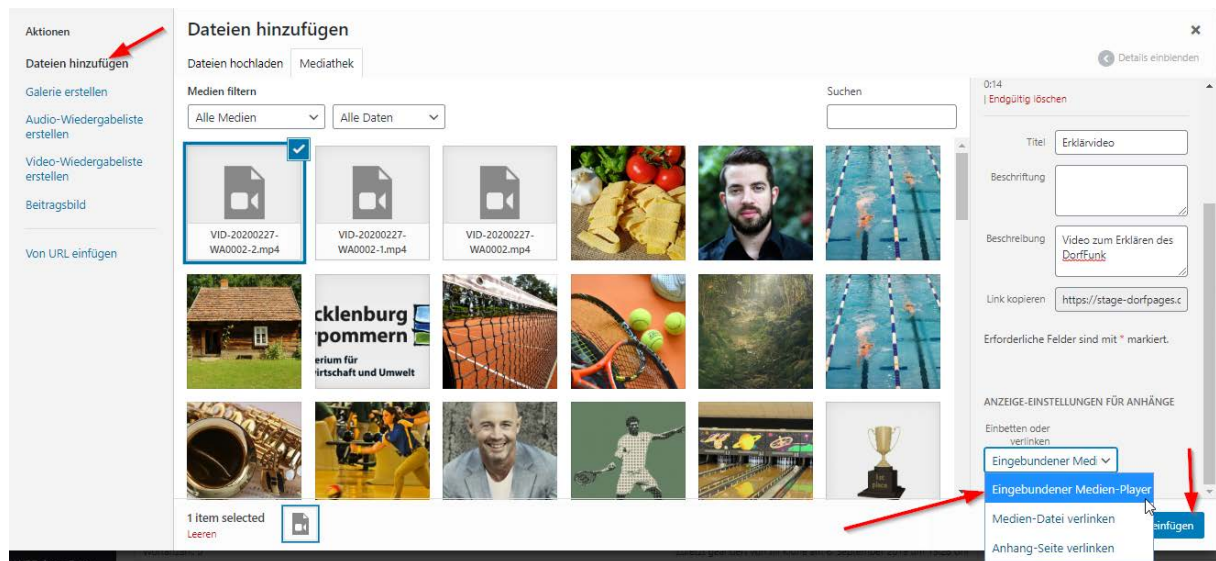 Aktionen
Dateien hinzufügen
Galerie erstellen
Audio-Wiedergabeliste
erstellen
Video-Wiedergabeliste
erstellen
Beitragsbild
Von URL einfügen
Dateien hinzufügen
Dateien hochladen
Mediathek
Details einblenden
Medien filtern
Alle Medien
Alle Daten
Suchen
VID-20200227-
WA0002-2.mp4
VID-20200227-
WA0002-1.mp4
VID-20200227-
WA0002.mp4
cklenburg
pommern
erium für
irtschaft und Umwelt
1st
place
1 item selected
Leeren
0:14
| Endgültig lösch
Titel
Erklärvideo
Beschriftung
Beschreibung
Video zum Erklären des
DorfFunk
Link kopieren
https://stage-dorfpages.c
Erforderliche Felder sind mit * markiert.
ANZEIGE-EINSTELLUNGEN FÜR ANHÄNGE
Einbetten oder
verlinken
Eingebundener Medi
Eingebundener Medien-Player
Medien-Datei verlinken
Anhang-Seite verlinken
einfügen